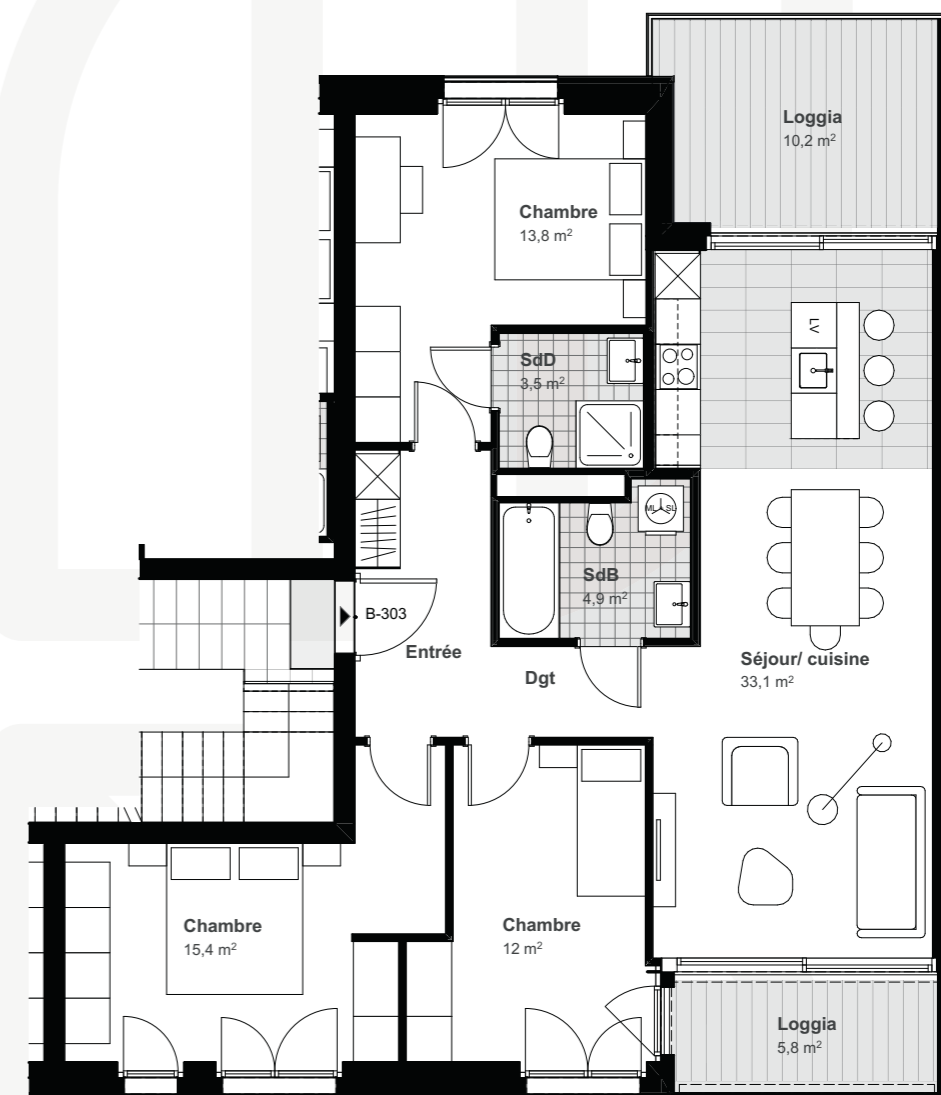 Loggia
10,2 m²
Chambre
13,8 m²
LV
SdD
3,5 m²
ML SL
SdB
4,9 m²
B-303
Entrée
Dgt
Séjour/ cuisine
33,1 m²
Chambre
15,4 m²
Chambre
12 m²
Loggia
5,8 m²